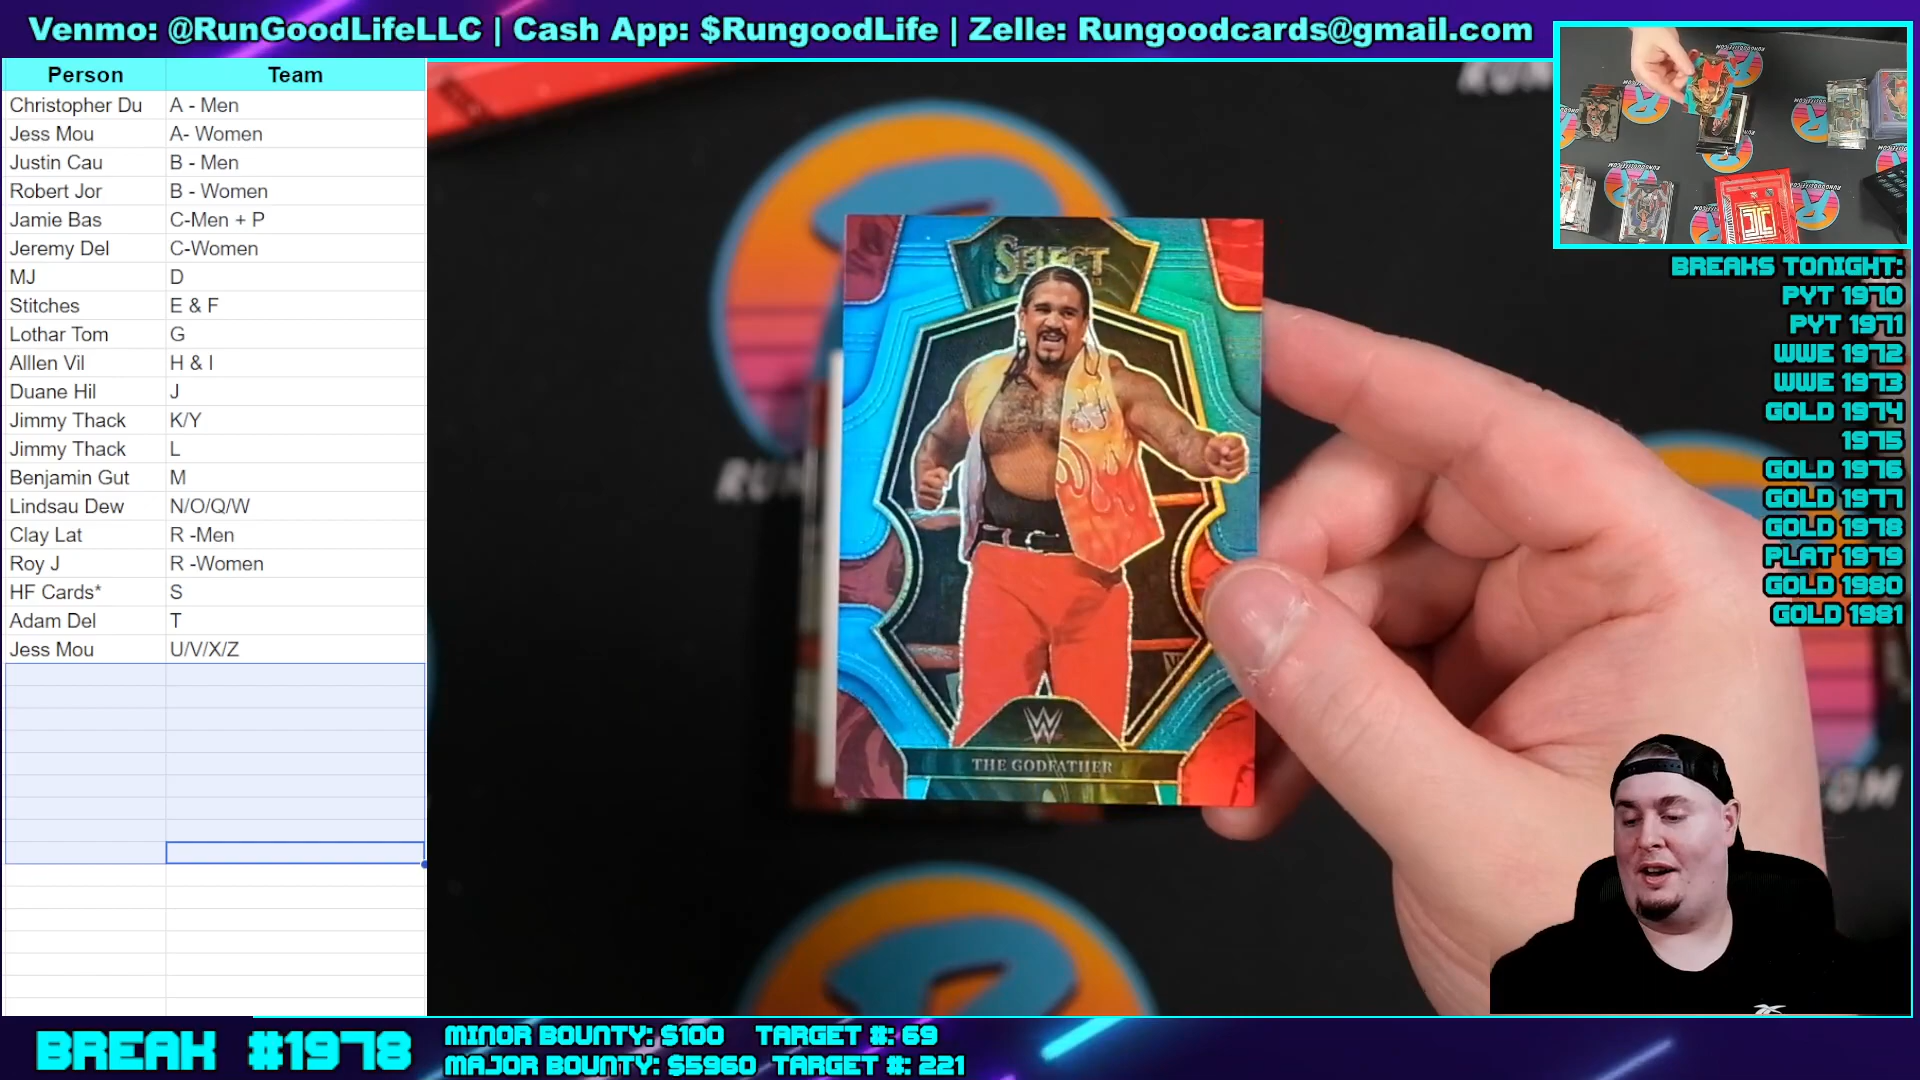 Venmo: @RunGoodLifeLLC | Cash App: $RungoodLife | Zelle: Rungoodcards@gmail.com
Person Team
Christopher Du A - Men
Jess Mou A- Women
Justin Cau B - Men
Robert Jor B - Women
Jamie Bas C-Men + P
Jeremy Del C-Women
MJ D
Stitches E & F
Lothar Tom G
Alllen Vil H & I
Duane Hil J
Jimmy Thack K/Y
Jimmy Thack L
Benjamin Gut M
Lindsau Dew N/O/Q/W
Clay Lat R -Men
Roy J R -Women
HF Cards* S
Adam Del T
Jess Mou U/V/X/Z
SELECT
W
THE GODFATHER
BREAKS TONIGHT:
PYT 1970
PYT 1971
WWE 1972
WWE 1973
GOLD 1974
1975
GOLD 1976
GOLD 1977
GOLD 1978
PLAT 1979
GOLD 1980
GOLD 1981
BREAK #1978
MINOR BOUNTY: $100 TARGET #: 69
MAJOR BOUNTY: $5960 TARGET #: 221